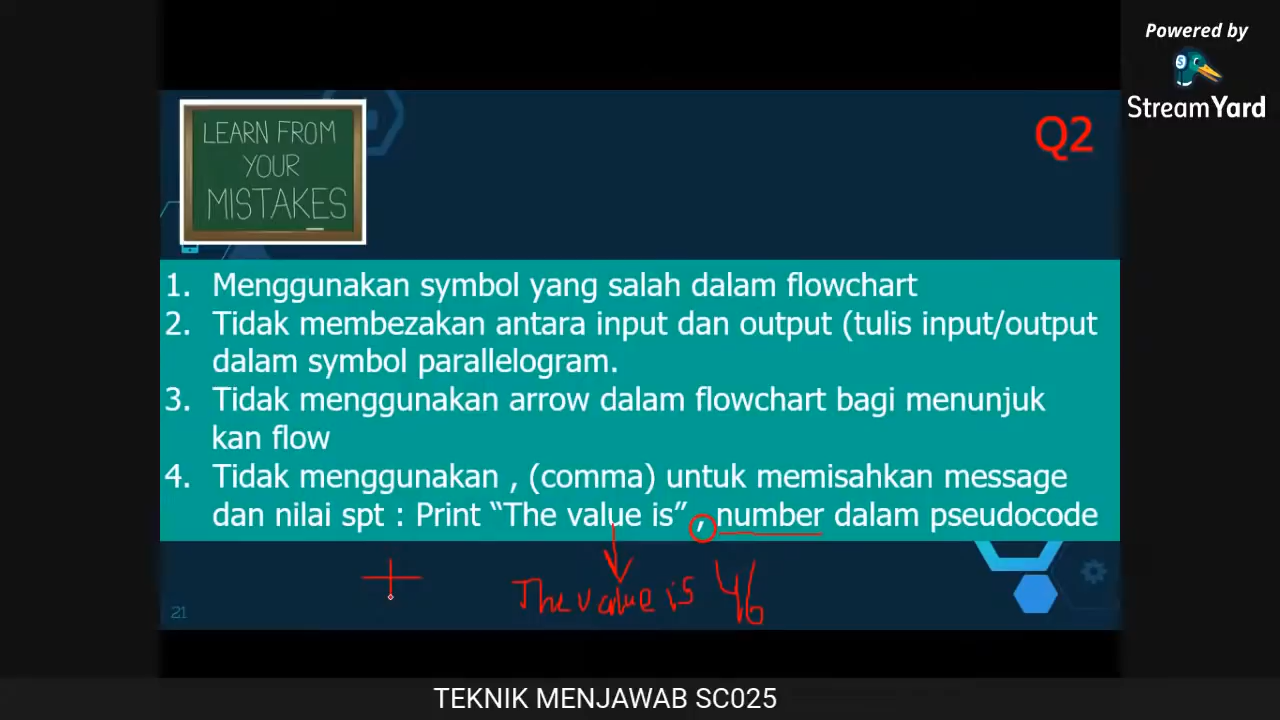 Powered by
StreamYard
LEARN FROM
YOUR
MISTAKES
Q2
1. Menggunakan symbol yang salah dalam flowchart
2. Tidak membezakan antara input dan output (tulis input/output
dalam symbol parallelogram.
3. Tidak menggunakan arrow dalam flowchart bagi menunjuk
kan flow
4. Tidak menggunakan , (comma) untuk memisahkan message
dan nilai spt : Print “The value is” , number dalam pseudocode
The value is 46
21
TEKNIK MENJAWAB SC025